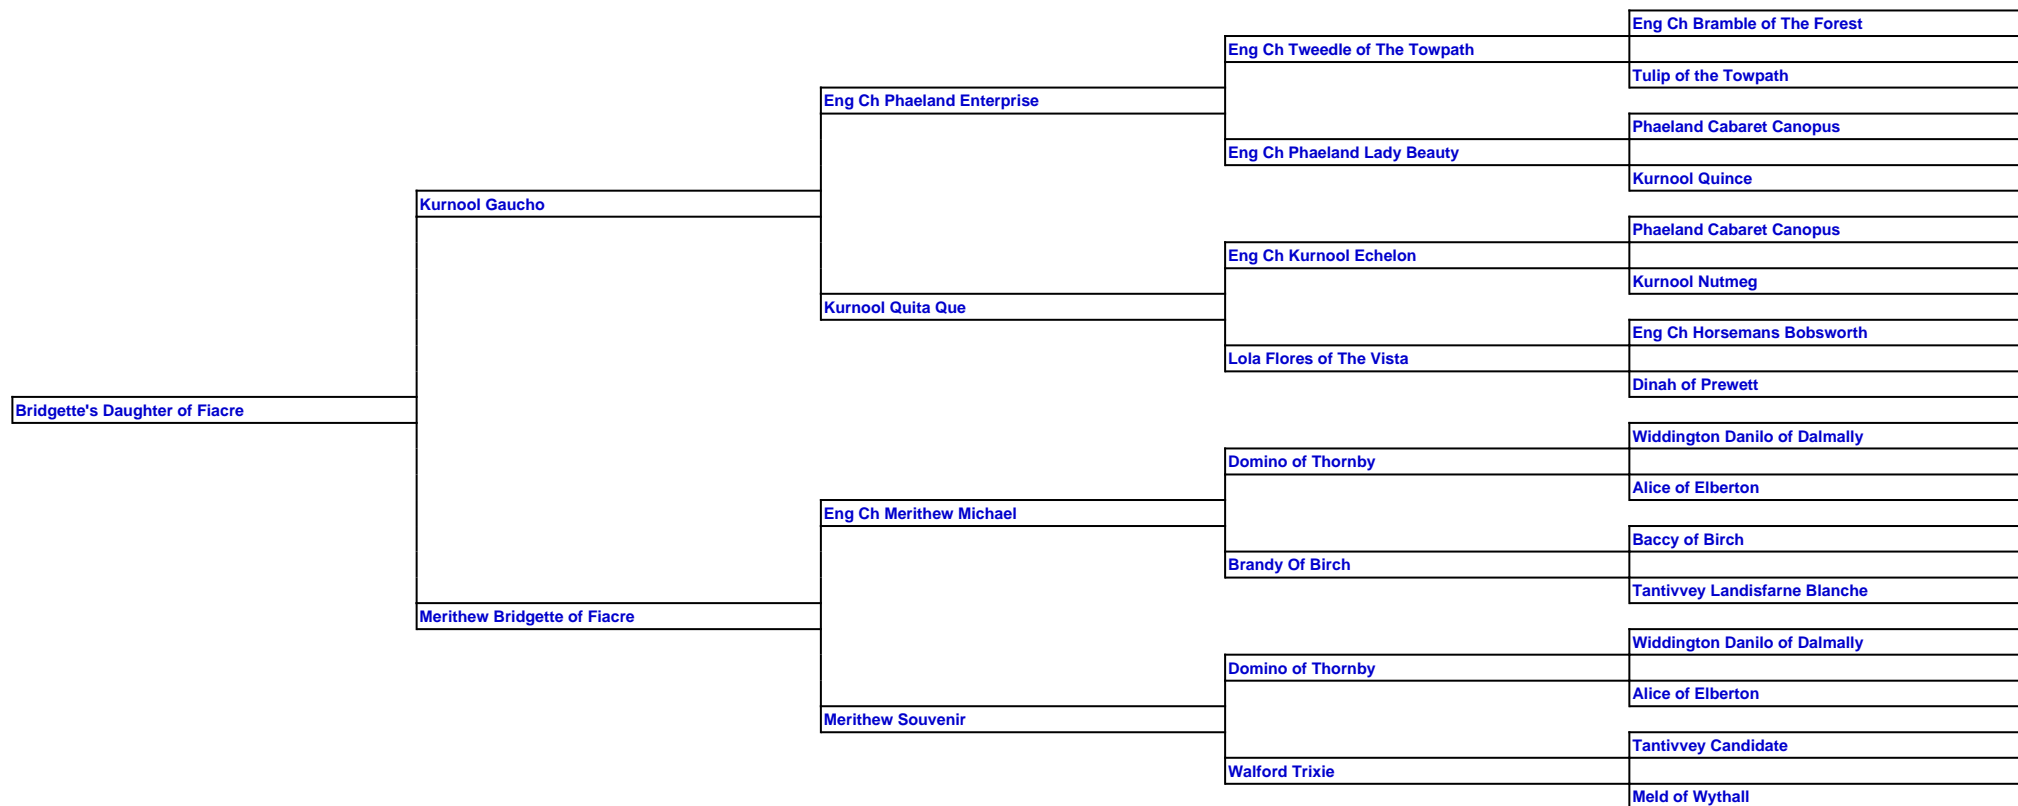 Eng Ch Bramble of The Forest
Eng Ch Tweedle of The Towpath
Tulip of the Towpath
Eng Ch Phaeland Enterprise
Phaeland Cabaret Canopus
Eng Ch Phaeland Lady Beauty
Kurnool Quince
Kurnool Gaucho
Phaeland Cabaret Canopus
Eng Ch Kurnool Echelon
Kurnool Nutmeg
Kurnool Quita Que
Eng Ch Horsemans Bobsworth
Lola Flores of The Vista
Dinah of Prewett
Bridgette's Daughter of Fiacre
Widdington Danilo of Dalmally
Domino of Thornby
Alice of Elberton
Eng Ch Merithew Michael
Baccy of Birch
Brandy Of Birch
Tantivvey Landisfarne Blanche
Merithew Bridgette of Fiacre
Widdington Danilo of Dalmally
Domino of Thornby
Alice of Elberton
Merithew Souvenir
Tantivvey Candidate
Walford Trixie
Meld of Wythall